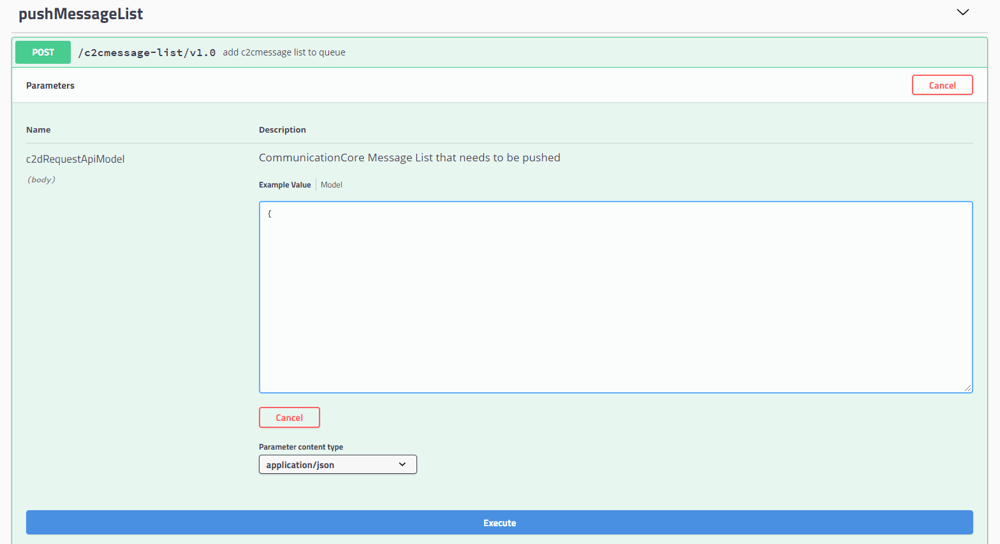 pushMessageList
POST /c2cmessage-list/v1.0 add c2cmessage list to queue
Parameters
Cancel
Name
Description
c2dRequestApiModel
(body)
CommunicationCore Message List that needs to be pushed
Example Value
Model
{
Cancel
Parameter content type
application/json
Execute